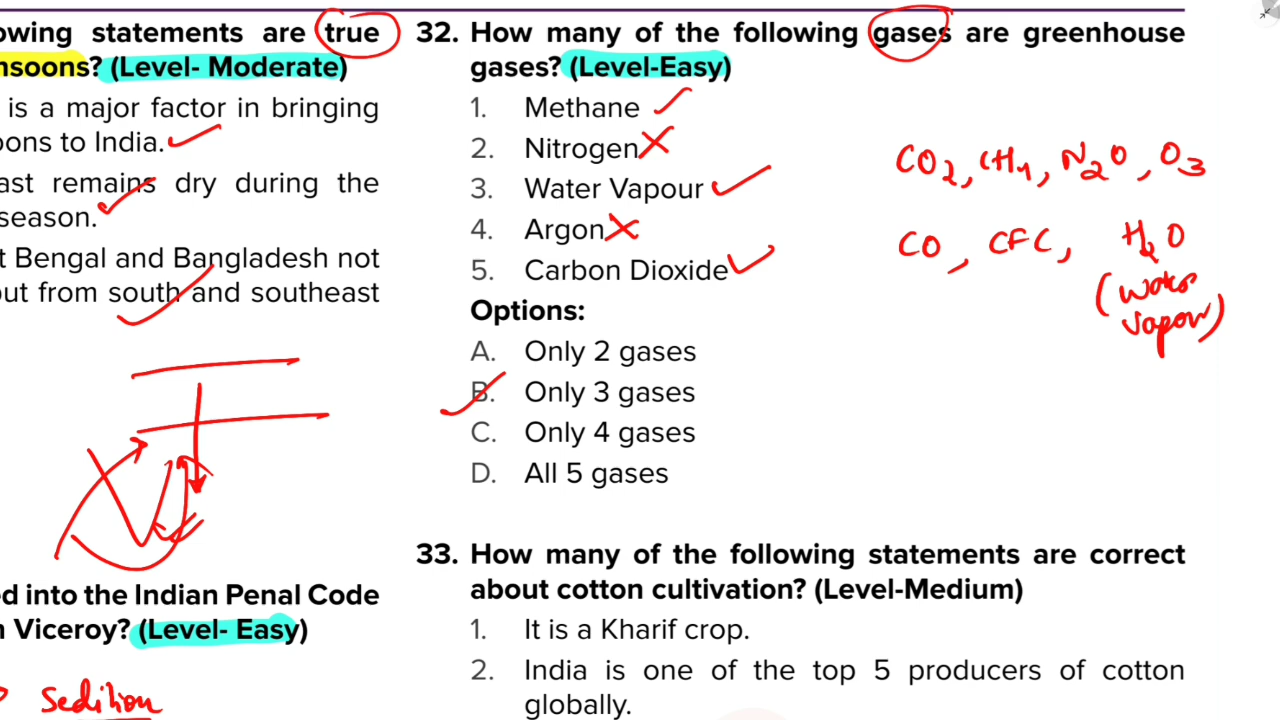 owing statements are true
nsoons? (Level- Moderate)
is a major factor in bringing
oons to India.
ast remains dry during the
season.
t Bengal and Bangladesh not
out from south and southeast
ed into the Indian Penal Code
n Viceroy? (Level- Easy)
sedition
32. How many of the following gases are greenhouse
gases? (Level-Easy)
1. Methane
2. Nitrogen
3. Water Vapour
4. Argon
5. Carbon Dioxide
Options:
A. Only 2 gases
B. Only 3 gases
C. Only 4 gases
D. All 5 gases
33. How many of the following statements are correct
about cotton cultivation? (Level-Medium)
1. It is a Kharif crop.
2. India is one of the top 5 producers of cotton
globally.
CO2, CH4, N2O, O3
CO, CFC, H2O
(Water
Vapour)